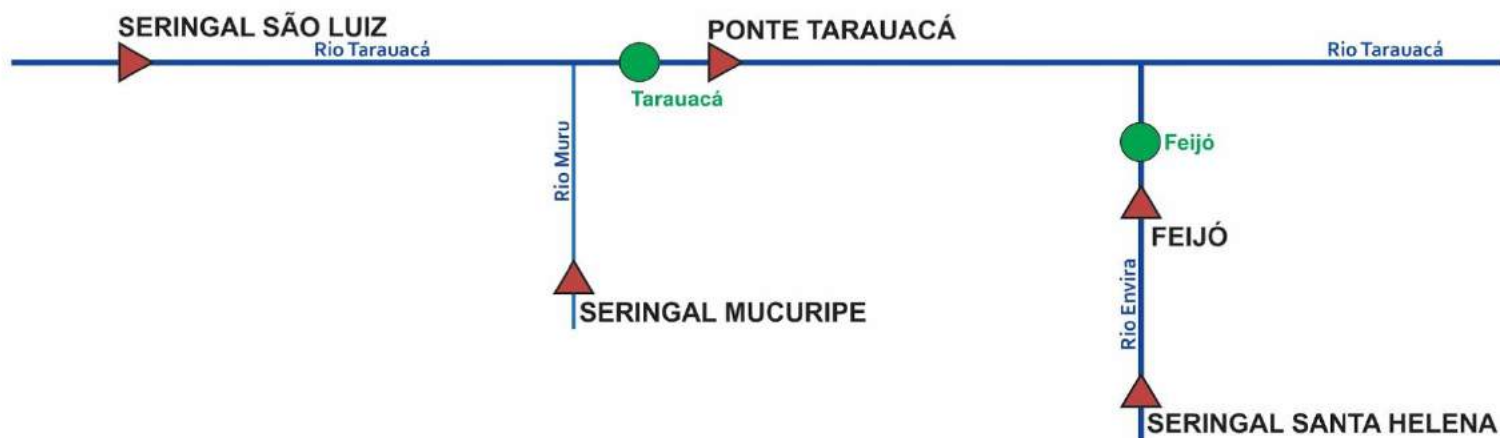 SERINGAL SÃO LUIZ
PONTE TARAUACÁ
Rio Tarauacá
Rio Tarauacá
Tarauacá
Rio Muru
Feijó
FEIJÓ
Rio Envira
SERINGAL MUCURIPE
SERINGAL SANTA HELENA